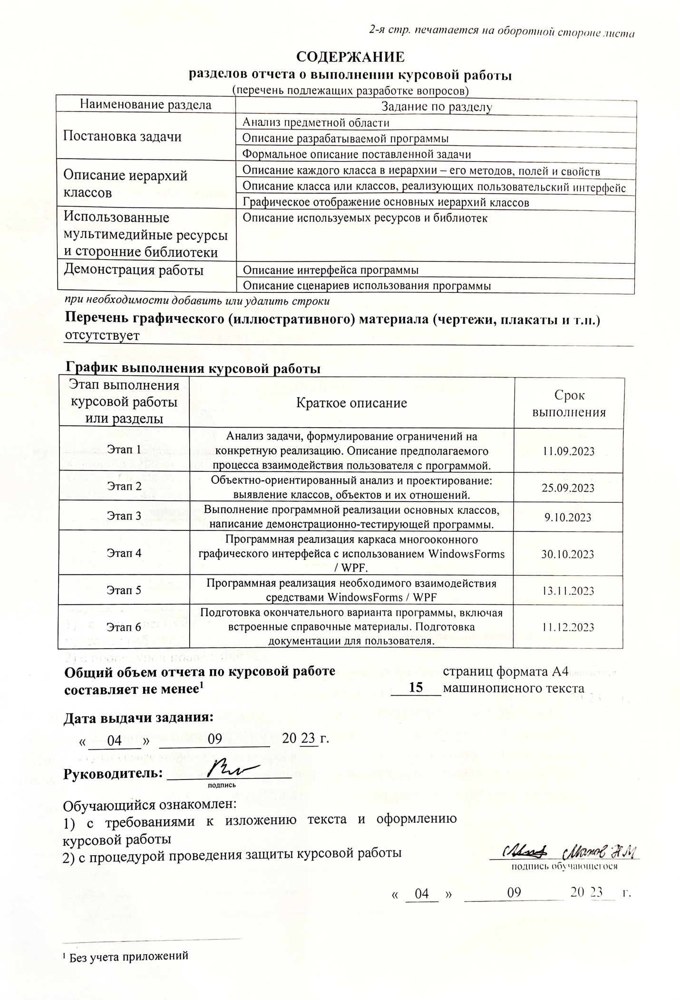 2-я стр. печатается на оборотной стороне листа
СОДЕРЖАНИЕ
разделов отчета о выполнении курсовой работы
(перечень подлежащих разработке вопросов)
Наименование раздела
Задание по разделу
Постановка задачи
Анализ предметной области
Описание разрабатываемой программы
Формальное описание поставленной задачи
Описание иерархий
классов
Описание каждого класса в иерархии – его методов, полей и свойств
Описание класса или классов, реализующих пользовательский интерфейс
Графическое отображение основных иерархий классов
Использованные
мультимедийные ресурсы
и сторонние библиотеки
Описание используемых ресурсов и библиотек
Демонстрация работы
Описание интерфейса программы
Описание сценариев использования программы
при необходимости добавить или удалить строки
Перечень графического (иллюстративного) материала (чертежи, плакаты и т.п.)
отсутствует
График выполнения курсовой работы
Этап выполнения
курсовой работы
или разделы
Краткое описание
Срок
выполнения
Этап 1
Анализ задачи, формулирование ограничений на
конкретную реализацию. Описание предполагаемого
процесса взаимодействия пользователя с программой.
11.09.2023
Этап 2
Объектно-ориентированный анализ и проектирование:
выявление классов, объектов и их отношений.
25.09.2023
Этап 3
Выполнение программной реализации основных классов,
написание демонстрационно-тестирующей программы.
9.10.2023
Этап 4
Программная реализация каркаса многооконного
графического интерфейса с использованием WindowsForms
/ WPF.
30.10.2023
Этап 5
Программная реализация необходимого взаимодействия
средствами WindowsForms / WPF
13.11.2023
Этап 6
Подготовка окончательного варианта программы, включая
встроенные справочные материалы. Подготовка
документации для пользователя.
11.12.2023
Общий объем отчета по курсовой работе страниц формата А4
составляет не менее¹ 15 машинописного текста
Дата выдачи задания:
« 04 » 09 20 23 г.
Руководитель:
подпись
Обучающийся ознакомлен:
1) с требованиями к изложению текста и оформлению
курсовой работы
2) с процедурой проведения защиты курсовой работы
подпись обучающегося
« 04 » 09 20 23 г.
¹ Без учета приложений